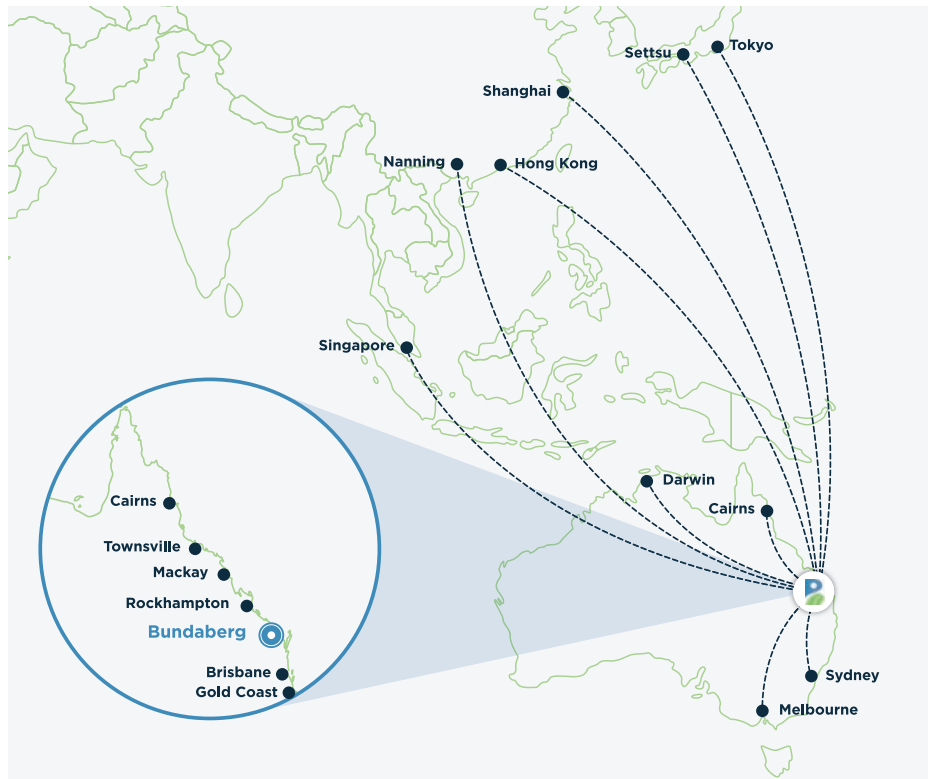 Tokyo
Settsu
Shanghai
Nanning
Hong Kong
Singapore
Darwin
Cairns
Cairns
Townsville
Mackay
Rockhampton
Bundaberg
Brisbane
Gold Coast
B
Sydney
Melbourne